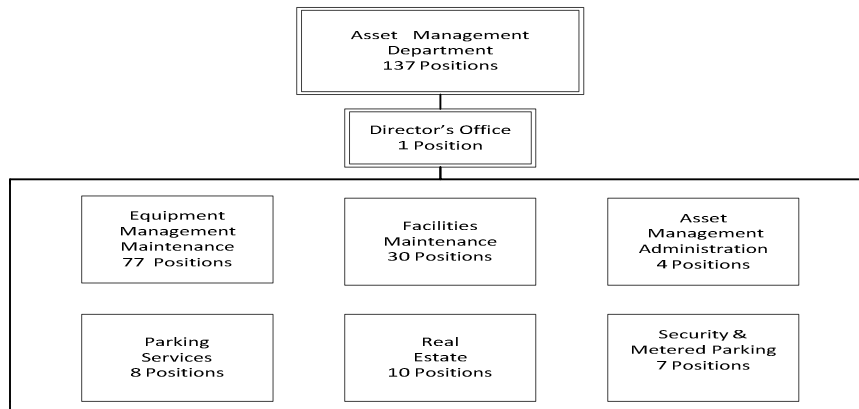 Asset Management
Department
137 Positions
Director's Office
1 Position
Equipment
Management
Maintenance
77 Positions
Facilities
Maintenance
30 Positions
Asset
Management
Administration
4 Positions
Parking
Services
8 Positions
Real
Estate
10 Positions
Security &
Metered Parking
7 Positions